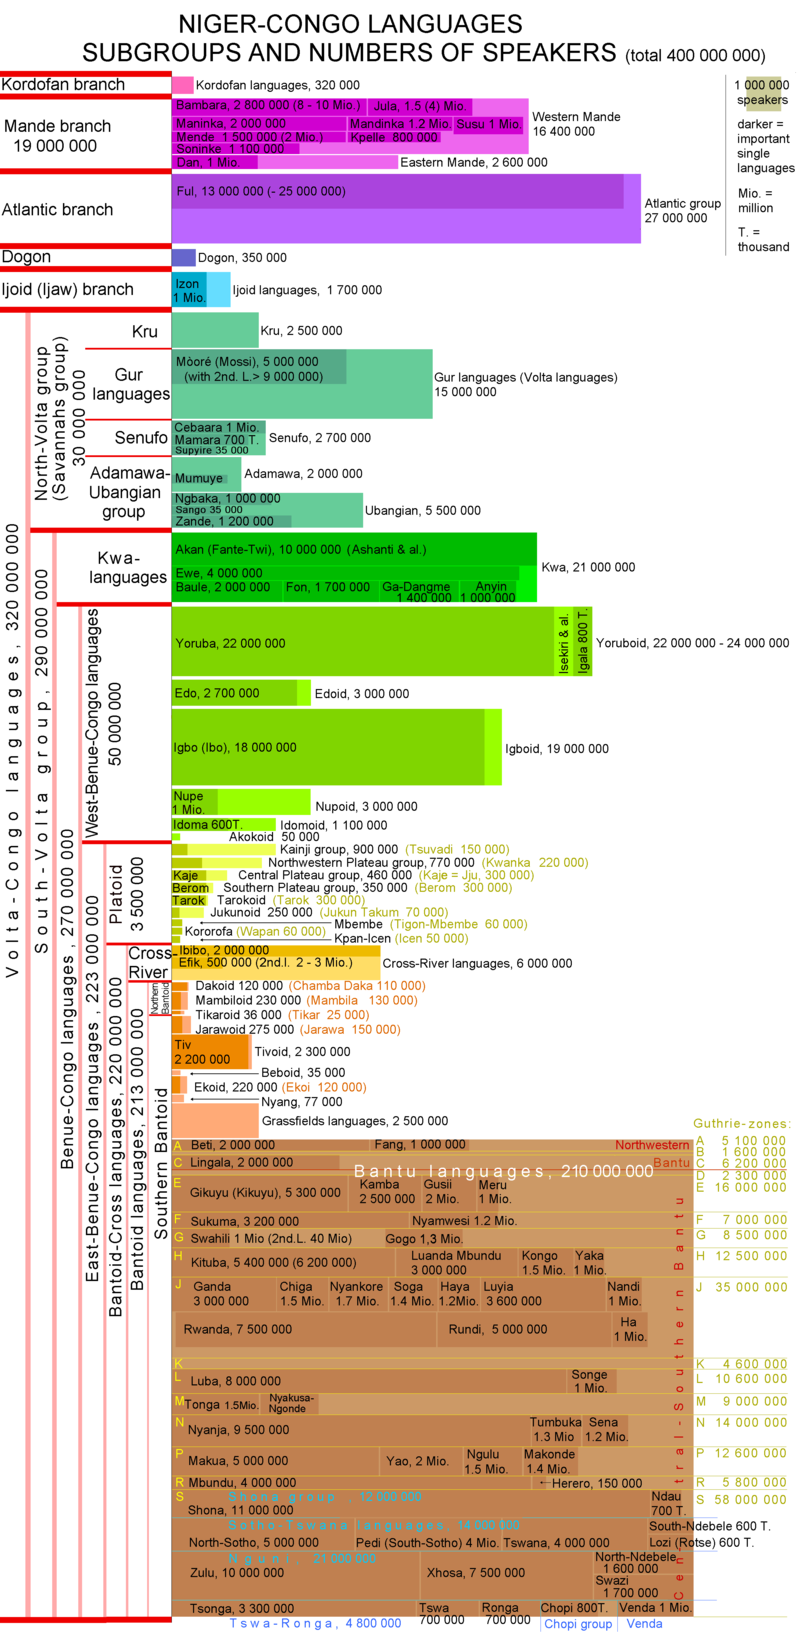 NIGER-CONGO LANGUAGES
SUBGROUPS AND NUMBERS OF SPEAKERS (total 400 000 000)
Kordofan branch
Kordofan languages, 320 000
1 000 000
speakers
darker =
important
single
languages
Mio. =
million
T. =
thousand
Mande branch
19 000 000
Bambara, 2 800 000 (8 - 10 Mio.)
Jula, 1.5 (4) Mio.
Maninka, 2 000 000
Mandinka 1.2 Mio.
Susu 1 Mio.
Mende 1 500 000 (2 Mio.)
Kpelle 800 000
Soninke 1 100 000
Western Mande
16 400 000
Dan, 1 Mio.
Eastern Mande, 2 600 000
Atlantic branch
Ful, 13 000 000 (- 25 000 000)
Atlantic group
27 000 000
Dogon
Dogon, 350 000
Ijoid (Ijaw) branch
Izon
1 Mio.
Ijoid languages, 1 700 000
Volta-Congo languages, 320 000 000
North-Volta group
(Savannahs group)
30 000 000
Kru
Kru, 2 500 000
Gur
languages
Mòoré (Mossi), 5 000 000
(with 2nd. L.> 9 000 000)
Gur languages (Volta languages)
15 000 000
Senufo
Cebaara 1 Mio.
Mamara 700 T.
Supyire 35 000
Senufo, 2 700 000
Adamawa-
Ubangian
group
Mumuye
Adamawa, 2 000 000
Ngbaka, 1 000 000
Sango 35 000
Zande, 1 200 000
Ubangian, 5 500 000
South-Volta group, 290 000 000
Kwa-
languages
Akan (Fante-Twi), 10 000 000 (Ashanti & al.)
Ewe, 4 000 000
Baule, 2 000 000
Fon, 1 700 000
Ga-Dangme
1 400 000
Anyin
1 000 000
Kwa, 21 000 000
Benue-Congo languages, 270 000 000
West-Benue-Congo languages
50 000 000
Yoruba, 22 000 000
Isekiri & al.
Igala 800 T.
Yoruboid, 22 000 000 - 24 000 000
Edo, 2 700 000
Edoid, 3 000 000
Igbo (Ibo), 18 000 000
Igboid, 19 000 000
Nupe
1 Mio.
Nupoid, 3 000 000
Idoma 600T.
Idomoid, 1 100 000
Akokoid 50 000
East-Benue-Congo languages, 223 000 000
Platoid
3 500 000
Kainji group, 900 000 (Tsuvadi 150 000)
Northwestern Plateau group, 770 000 (Kwanka 220 000)
Kaje
Central Plateau group, 460 000 (Kaje = Jju, 300 000)
Berom
Southern Plateau group, 350 000 (Berom 300 000)
Tarok
Tarokoid (Tarok 300 000)
Jukunoid 250 000 (Jukun Takum 70 000)
Mbembe (Tigon-Mbembe 60 000)
Kororofa (Wapan 60 000)
Kpan-Icen (Icen 50 000)
Bantoid-Cross languages, 220 000 000
Cross-
River
Ibibo, 2 000 000
Efik, 500 000 (2nd.l. 2 - 3 Mio.)
Cross-River languages, 6 000 000
Bantoid languages, 213 000 000
Northern
Bantoid
Dakoid 120 000 (Chamba Daka 110 000)
Mambiloid 230 000 (Mambila 130 000)
Tikaroid 36 000 (Tikar 25 000)
Jarawoid 275 000 (Jarawa 150 000)
Southern Bantoid
Tiv
2 200 000
Tivoid, 2 300 000
Beboid, 35 000
Ekoid, 220 000 (Ekoi 120 000)
Nyang, 77 000
Grassfields languages, 2 500 000
Guthrie-zones:
A Beti, 2 000 000
Fang, 1 000 000
Northwestern
A 5 100 000
B 1 600 000
C Lingala, 2 000 000
Bantu
C 6 200 000
Bantu languages, 210 000 000
D 2 300 000
E
Gikuyu (Kikuyu), 5 300 000
Kamba
2 500 000
Gusii
2 Mio.
Meru
1 Mio.
E 16 000 000
F Sukuma, 3 200 000
Nyamwesi 1.2 Mio.
F 7 000 000
G Swahili 1 Mio (2nd.L. 40 Mio)
Gogo 1,3 Mio.
G 8 500 000
H
Kituba, 5 400 000 (6 200 000)
Luanda Mbundu
3 000 000
Kongo
1.5 Mio.
Yaka
1 Mio.
H 12 500 000
J
Ganda
3 000 000
Chiga
1.5 Mio.
Nyankore
1.7 Mio.
Soga
1.4 Mio.
Haya
1.2Mio.
Luyia
3 600 000
Nandi
1 Mio.
J 35 000 000
Rwanda, 7 500 000
Rundi, 5 000 000
Ha
1 Mio.
Central-Southern Bantu
K
K 4 600 000
L
Luba, 8 000 000
Songe
1 Mio.
L 10 600 000
M Tonga 1.5Mio.
Nyakusa-
Ngonde
M 9 000 000
N
Nyanja, 9 500 000
Tumbuka
1.3 Mio
Sena
1.2 Mio.
N 14 000 000
P
Makua, 5 000 000
Yao, 2 Mio.
Ngulu
1.5 Mio.
Makonde
1.4 Mio.
P 12 600 000
R Mbundu, 4 000 000
Herero, 150 000
R 5 800 000
S
Shona group, 12 000 000
Shona, 11 000 000
Ndau
700 T.
S 58 000 000
Sotho-Tswana languages, 14 000 000
South-Ndebele 600 T.
North-Sotho, 5 000 000
Pedi (South-Sotho) 4 Mio.
Tswana, 4 000 000
Lozi (Rotse) 600 T.
Nguni, 21 000 000
Zulu, 10 000 000
Xhosa, 7 500 000
North-Ndebele
1 600 000
Swazi
1 700 000
Tsonga, 3 300 000
Tswa
700 000
Ronga
700 000
Chopi 800T.
Venda 1 Mio.
Tswa-Ronga, 4 800 000
Chopi group
Venda